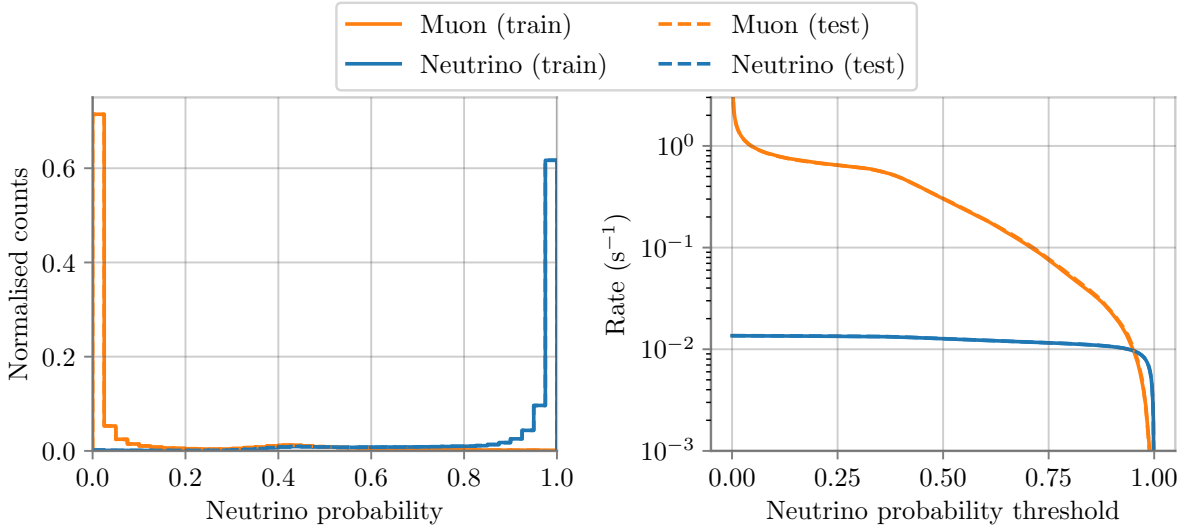 Muon (train)
Neutrino (train)
Muon (test)
Neutrino (test)
Normalised counts
0.6
0.4
0.2
0.0
0.0 0.2 0.4 0.6 0.8 1.0
Neutrino probability
Rate (s⁻¹)
10⁰
10⁻¹
10⁻²
10⁻³
0.00 0.25 0.50 0.75 1.00
Neutrino probability threshold